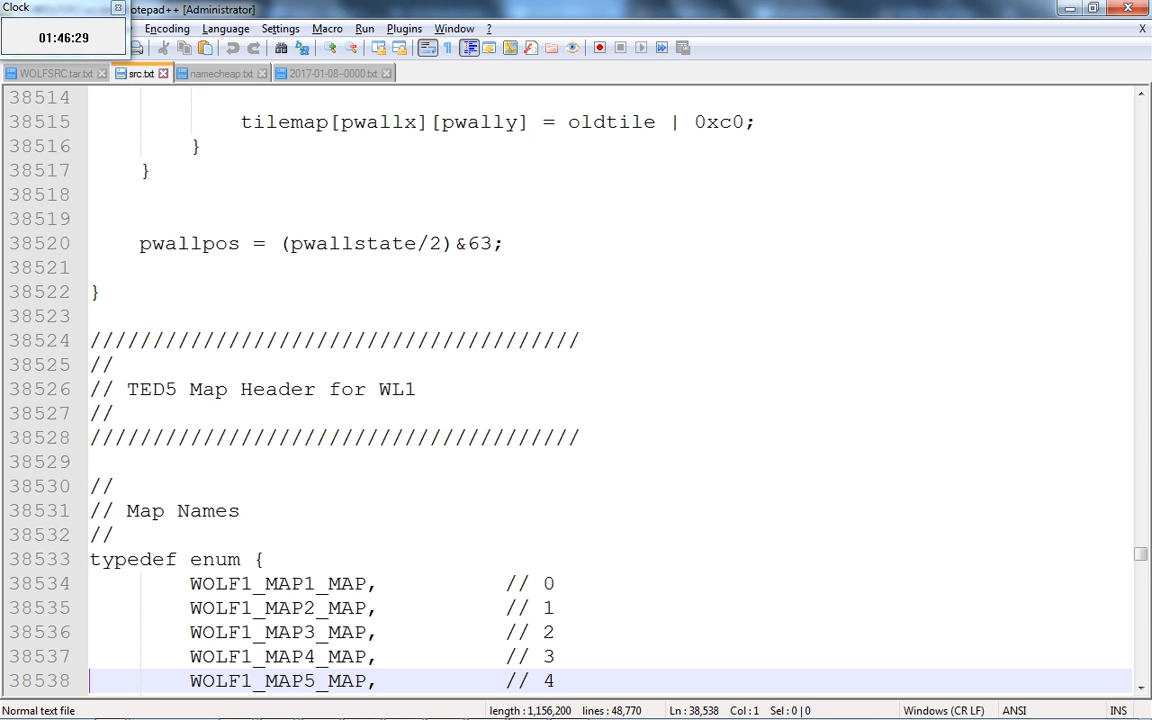 Clock
otepad++ [Administrator]
01:46:29
Encoding Language Settings Macro Run Plugins Window ?
X
WOLFSRC.tar.txt src.txt namecheap.txt 2017-01-08--0000.txt
38514
38515 tilemap[pwallx][pwally] = oldtile | 0xc0;
38516 }
38517 }
38518
38519
38520 pwallpos = (pwallstate/2)&63;
38521
38522 }
38523
38524 ///////////////////////////////////////
38525 //
38526 // TED5 Map Header for WL1
38527 //
38528 ///////////////////////////////////////
38529
38530 //
38531 // Map Names
38532 //
38533 typedef enum {
38534 WOLF1_MAP1_MAP, // 0
38535 WOLF1_MAP2_MAP, // 1
38536 WOLF1_MAP3_MAP, // 2
38537 WOLF1_MAP4_MAP, // 3
38538 WOLF1_MAP5_MAP, // 4
Normal text file length : 1,156,200 lines : 48,770 Ln : 38,538 Col : 1 Sel : 0 | 0 Windows (CR LF) ANSI INS